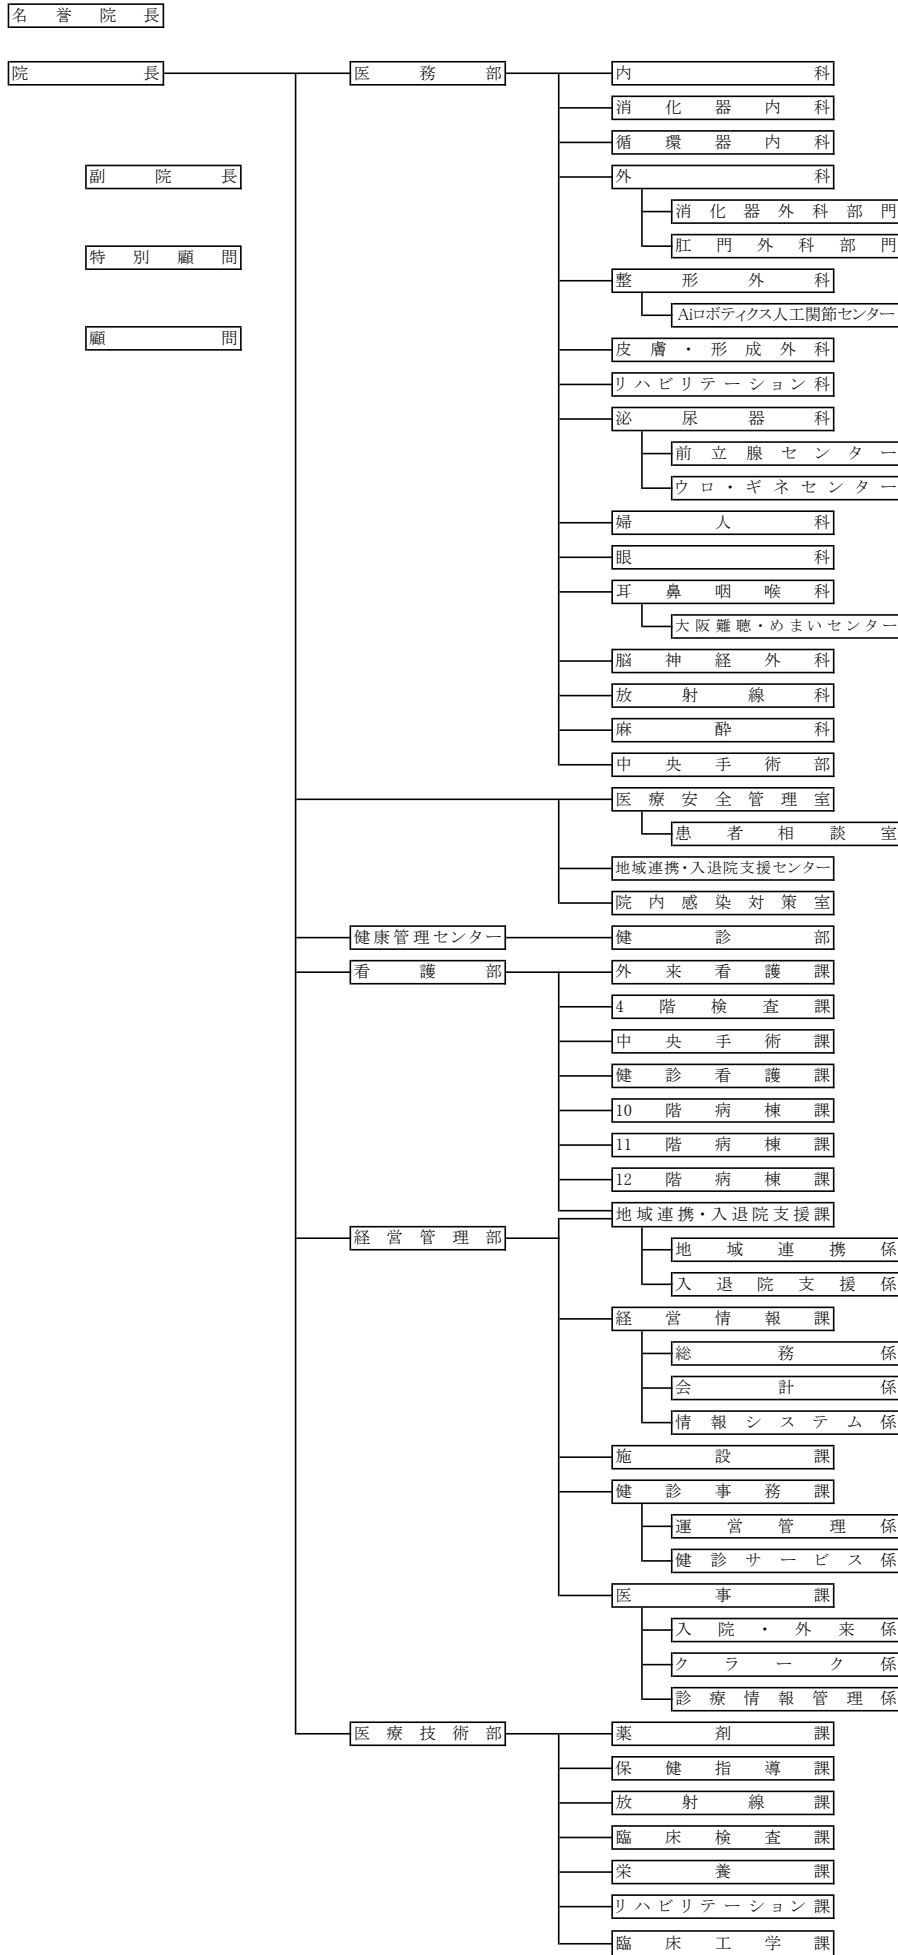 名誉院長
院長 医務部 内科
消化器内科
循環器内科
副院長 外科
消化器外科部門
特別顧問 肛門外科部門
整形外科
顧問 Aiロボティクス人工関節センター
皮膚・形成外科
リハビリテーション科
泌尿器科
前立腺センター
ウロ・ギネセンター
婦人科
眼科
耳鼻咽喉科
大阪難聴・めまいセンター
脳神経外科
放射線科
麻酔科
中央手術部
医療安全管理室
患者相談室
地域連携・入退院支援センター
院内感染対策室
健康管理センター 健診部
看護部 外来看護課
4階検査課
中央手術課
健診看護課
10階病棟課
11階病棟課
12階病棟課
地域連携・入退院支援課
経営管理部 地域連携係
入退院支援係
経営情報課
総務係
会計係
情報システム係
施設課
健診事務課
運営管理係
健診サービス係
医事課
入院・外来係
クラーク係
診療情報管理係
医療技術部 薬剤課
保健指導課
放射線課
臨床検査課
栄養課
リハビリテーション課
臨床工学課